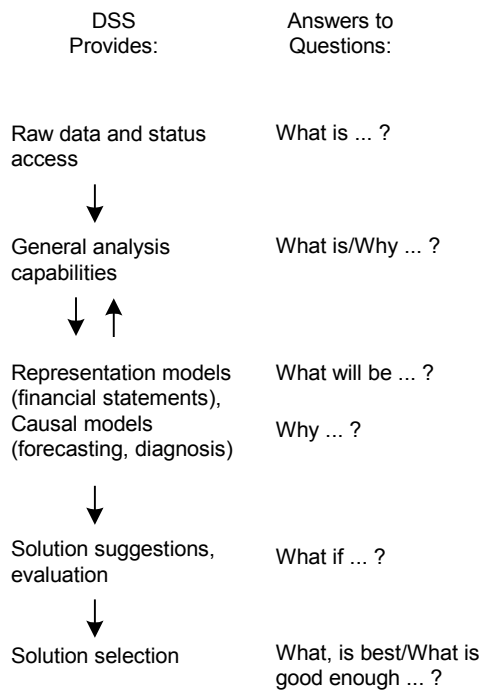 DSS
Provides:
Answers to
Questions:
Raw data and status
access
What is ... ?
General analysis
capabilities
What is/Why ... ?
Representation models
(financial statements),
Causal models
(forecasting, diagnosis)
What will be ... ?
Why ... ?
Solution suggestions,
evaluation
What if ... ?
Solution selection
What, is best/What is
good enough ... ?